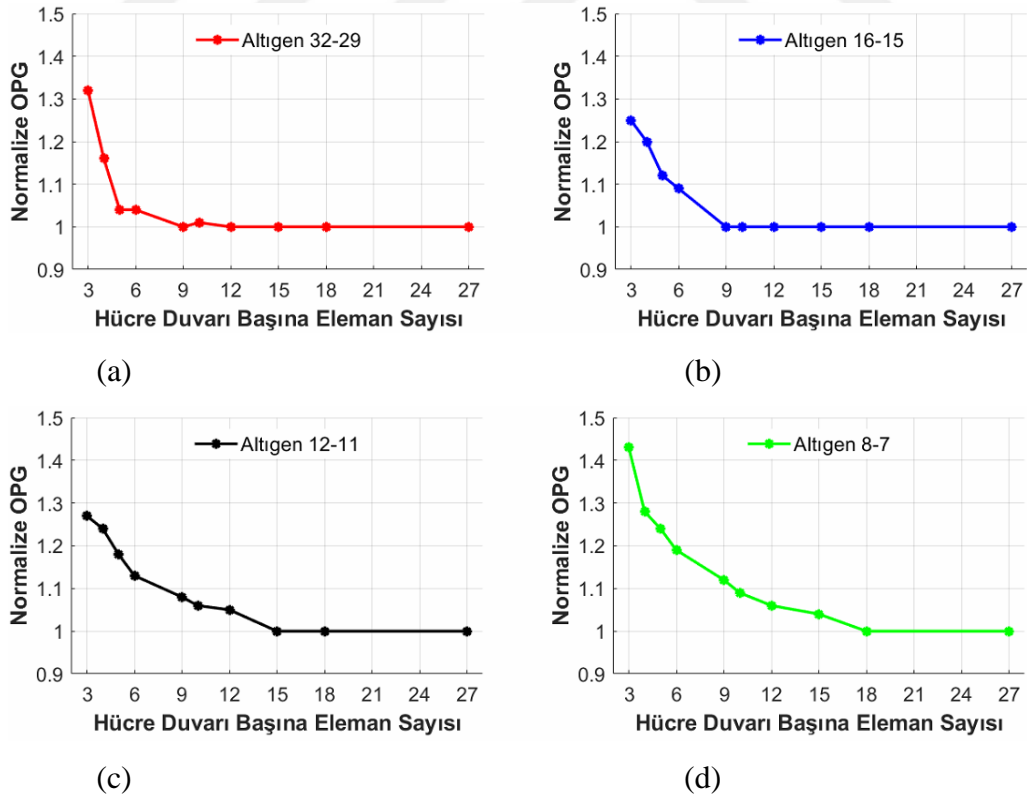 Altıgen 32-29
Normalize OPG
1.5
1.4
1.3
1.2
1.1
1
0.9
3 6 9 12 15 18 21 24 27
Hücre Duvarı Başına Eleman Sayısı
(a)
Altıgen 16-15
Normalize OPG
1.5
1.4
1.3
1.2
1.1
1
0.9
3 6 9 12 15 18 21 24 27
Hücre Duvarı Başına Eleman Sayısı
(b)
Altıgen 12-11
Normalize OPG
1.5
1.4
1.3
1.2
1.1
1
0.9
3 6 9 12 15 18 21 24 27
Hücre Duvarı Başına Eleman Sayısı
(c)
Altıgen 8-7
Normalize OPG
1.5
1.4
1.3
1.2
1.1
1
0.9
3 6 9 12 15 18 21 24 27
Hücre Duvarı Başına Eleman Sayısı
(d)